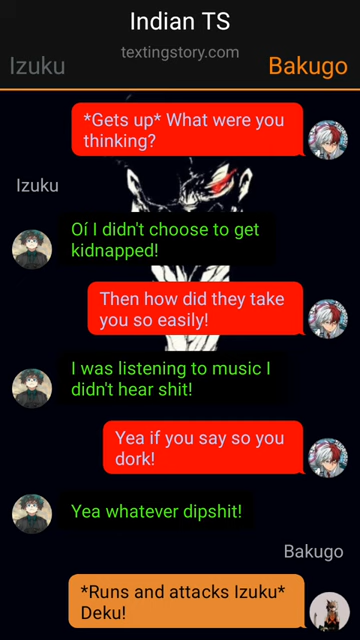 Indian TS
textingstory.com
Izuku
Bakugo
*Gets up* What were you
thinking?
Izuku
Oí I didn't choose to get
kidnapped!
Then how did they take
you so easily!
I was listening to music I
didn't hear shit!
Yea if you say so you
dork!
Yea whatever dipshit!
Bakugo
*Runs and attacks Izuku*
Deku!